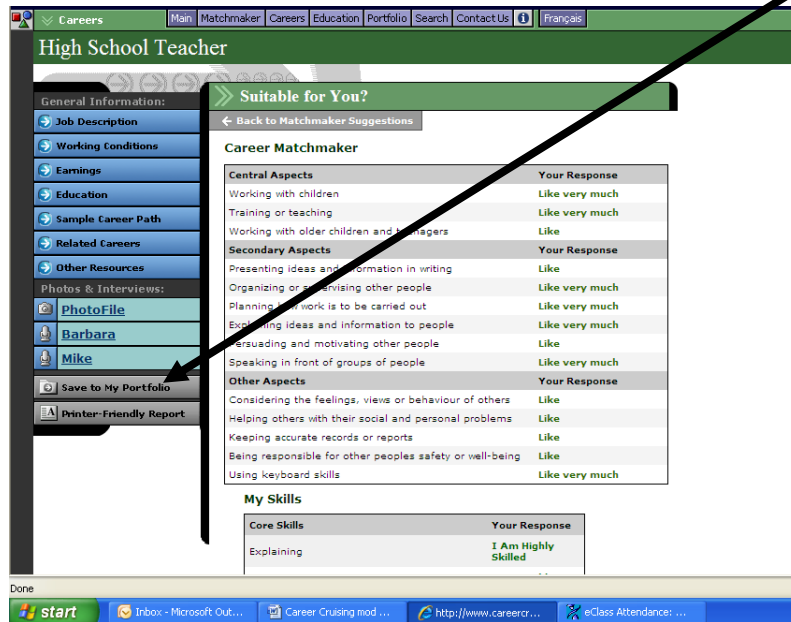 Careers
Main Matchmaker Careers Education Portfolio Search Contact Us Français
High School Teacher
General Information:
Job Description
Working Conditions
Earnings
Education
Sample Career Path
Related Careers
Other Resources
Photos & Interviews:
PhotoFile
Barbara
Mike
Save to My Portfolio
Printer-Friendly Report
Suitable for You?
Back to Matchmaker Suggestions
Career Matchmaker
Central Aspects Your Response
Working with children Like very much
Training or teaching Like very much
Working with older children and teenagers Like
Secondary Aspects Your Response
Presenting ideas and information in writing Like
Organizing or supervising other people Like very much
Planning how work is to be carried out Like very much
Explaining ideas and information to people Like very much
Persuading and motivating other people Like
Speaking in front of groups of people Like very much
Other Aspects Your Response
Considering the feelings, views or behaviour of others Like
Helping others with their social and personal problems Like
Keeping accurate records or reports Like
Being responsible for other peoples safety or well-being Like
Using keyboard skills Like very much
My Skills
Core Skills Your Response
Explaining I Am Highly Skilled
Done
start Inbox - Microsoft Out... Career Cruising mod ... http://www.careercr... eClass Attendance: ...